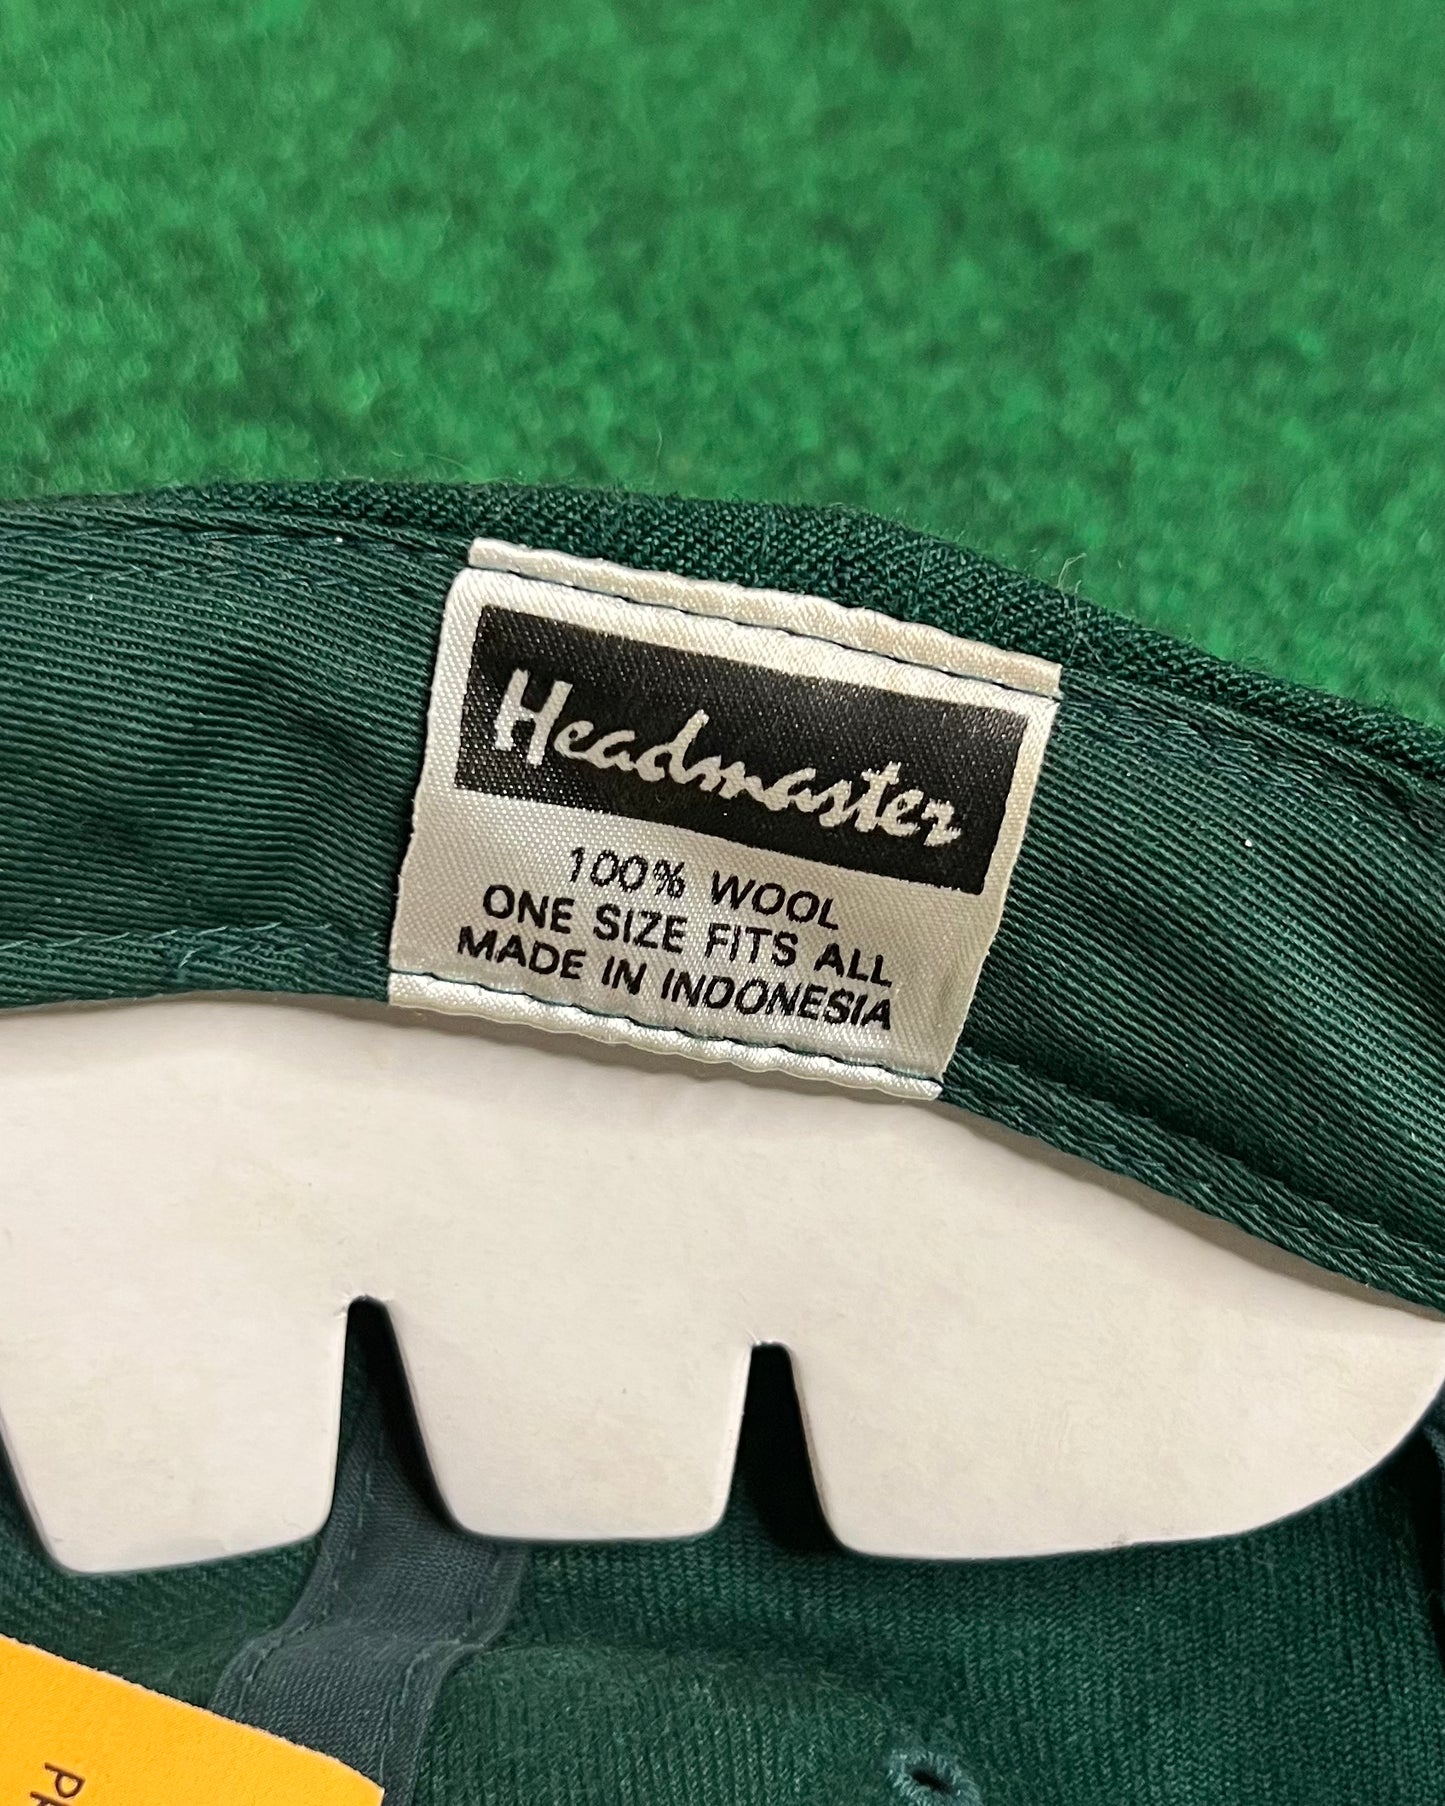 Headmaster
100% WOOL
ONE SIZE FITS ALL
MADE IN INDONESIA